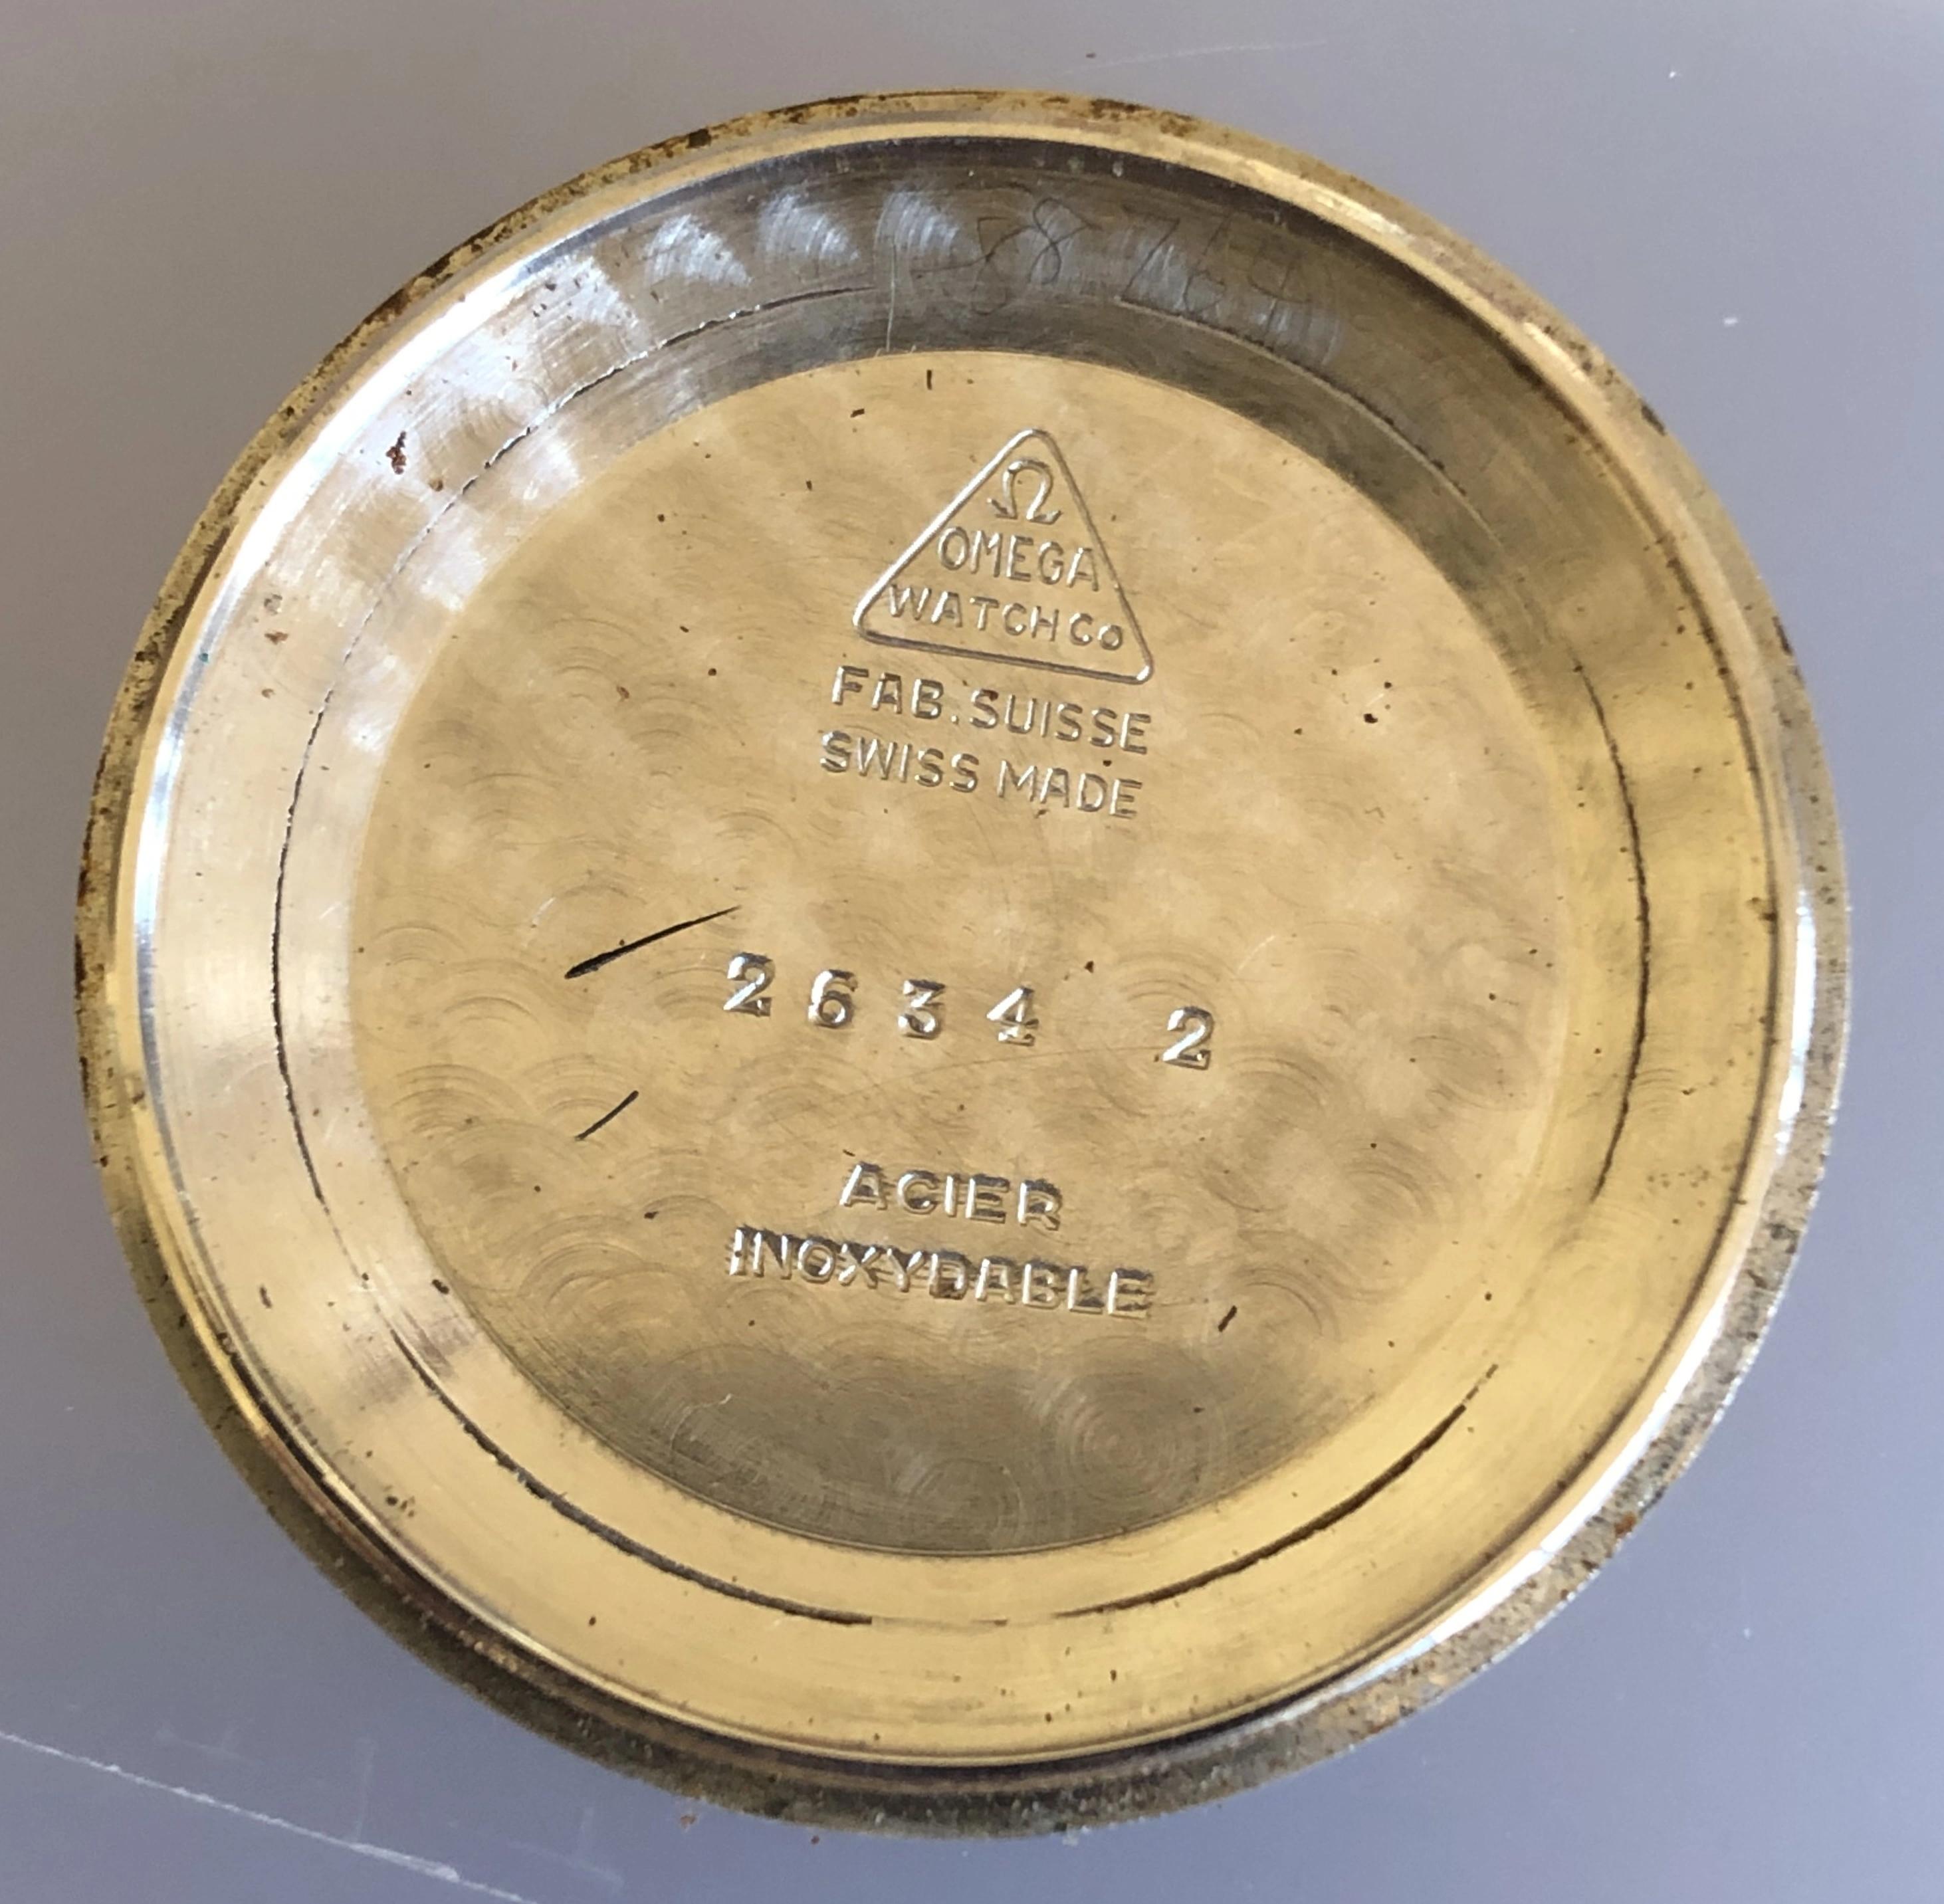 Ω
OMEGA
WATCH Co
FAB. SUISSE
SWISS MADE
2634 2
ACIER
INOXYDABLE